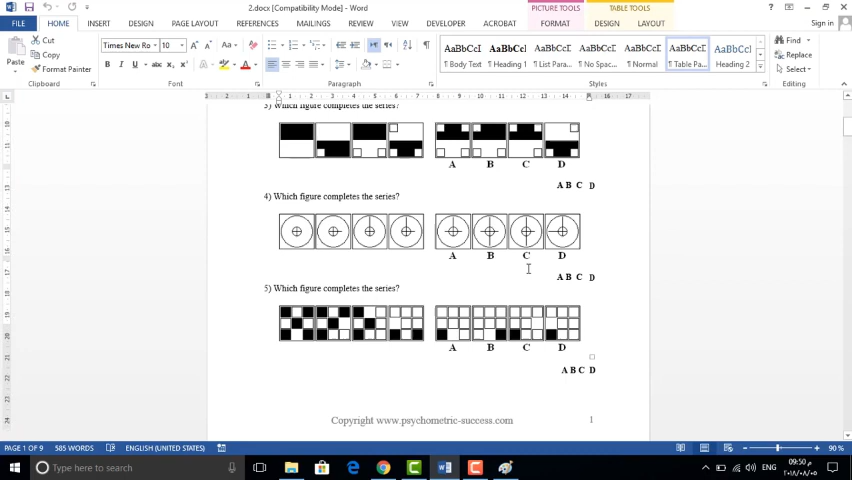 2.docx [Compatibility Mode] - Word
PICTURE TOOLS
TABLE TOOLS
?
FILE
HOME
INSERT
DESIGN
PAGE LAYOUT
REFERENCES
MAILINGS
REVIEW
VIEW
DEVELOPER
ACROBAT
FORMAT
DESIGN
LAYOUT
Sign in
Paste
Cut
Copy
Format Painter
Clipboard
Times New Ro
10
Font
Paragraph
AaBbCcI
¶ Body Text
AaBbCcI
¶ Heading 1
AaBbCcI
¶ List Para...
AaBbCcI
¶ No Spac...
AaBbCcI
¶ Normal
AaBbCcI
¶ Table Pa...
AaBbCcI
Heading 2
Styles
Find
Replace
Select
Editing
3) Which figure completes the series?
A B C D
A B C D
4) Which figure completes the series?
A B C D
A B C D
5) Which figure completes the series?
A B C D
A B C D
Copyright www.psychometric-success.com
1
PAGE 1 OF 9
585 WORDS
ENGLISH (UNITED STATES)
90 %
Type here to search
ENG
09:50 م